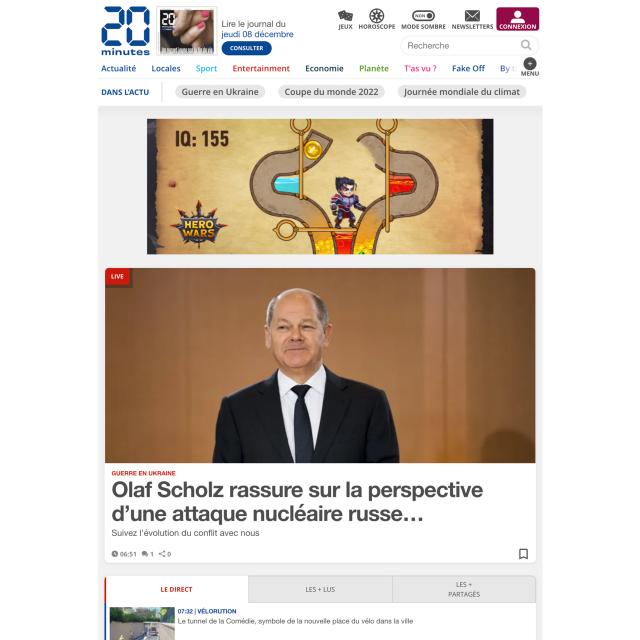 20
minutes
20
Lire le journal du
jeudi 08 décembre
CONSULTER
JEUX
HOROSCOPE
NON
MODE SOMBRE
NEWSLETTERS
CONNEXION
Recherche
Actualité
Locales
Sport
Entertainment
Economie
Planète
T'as vu ?
Fake Off
By
MENU
DANS L'ACTU
Guerre en Ukraine
Coupe du monde 2022
Journée mondiale du climat
IQ: 155
HERO
WARS
LIVE
GUERRE EN UKRAINE
Olaf Scholz rassure sur la perspective
d'une attaque nucléaire russe…
Suivez l'évolution du conflit avec nous
06:51 1 0
LE DIRECT
LES + LUS
LES +
PARTAGÉS
07:32 | VÉLORUTION
Le tunnel de la Comédie, symbole de la nouvelle place du vélo dans la ville